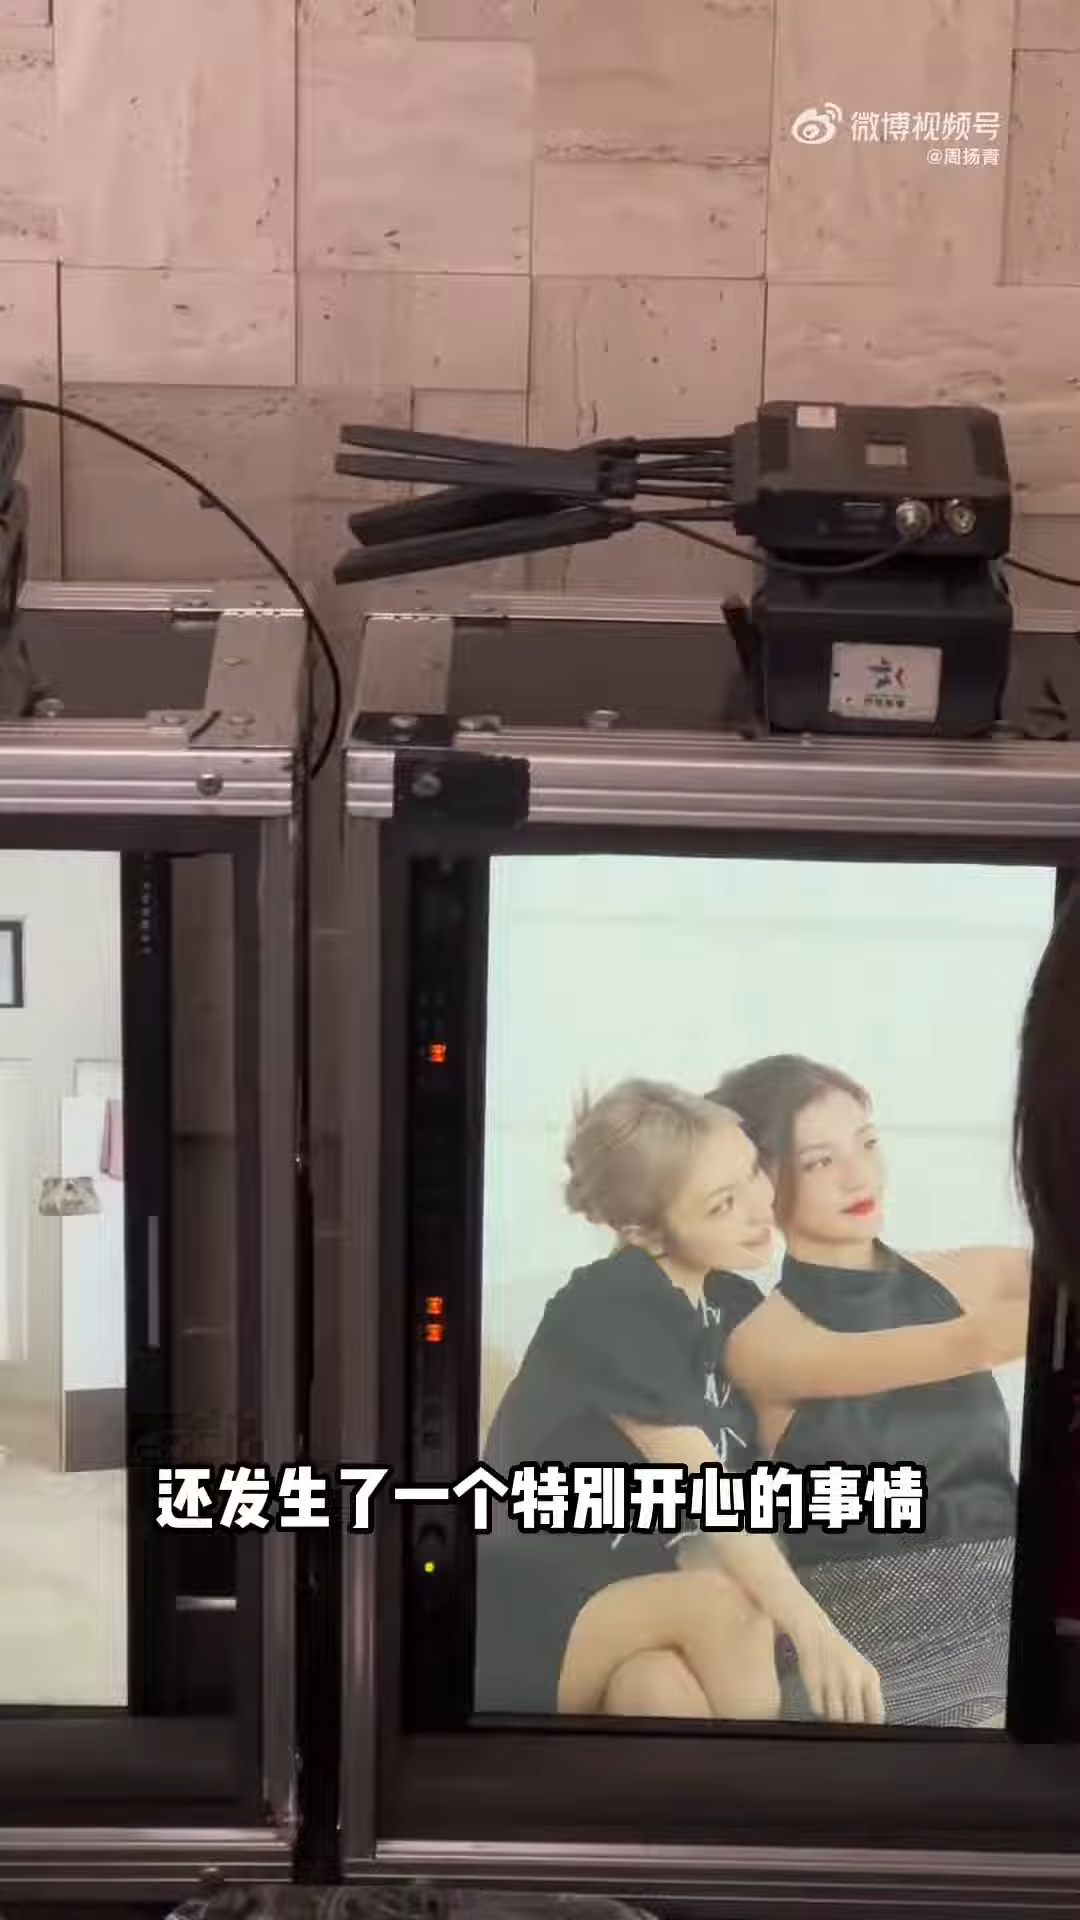 微博视频号
@周扬青
还发生了一个特别开心的事情